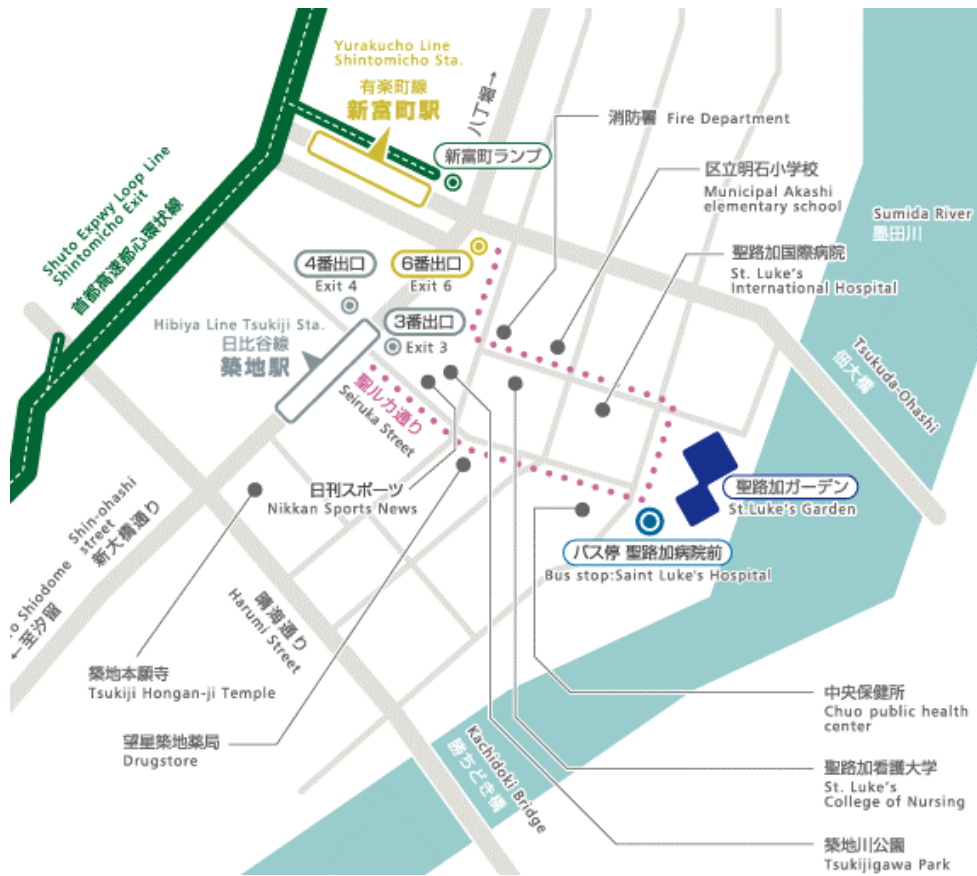 Yurakucho Line
Shintomicho Sta.
有楽町線
新富町駅
八丁堀→
新富町ランプ
消防署 Fire Department
区立明石小学校
Municipal Akashi
elementary school
Sumida River
墨田川
聖路加国際病院
St. Luke's
International Hospital
Shuto Expwy Loop Line
Shintomicho Exit
首都高速都心環状線
4番出口
Exit 4
6番出口
Exit 6
3番出口
Exit 3
Hibiya Line Tsukiji Sta.
日比谷線
築地駅
聖ルカ通り
Seiruka Street
Tsukuda-Ohashi
佃大橋
日刊スポーツ
Nikkan Sports News
聖路加ガーデン
St.Luke's Garden
バス停 聖路加病院前
Bus stop:Saint Luke's Hospital
Shin-ohashi
street
新大橋通り
o Shiodome
←至汐留
晴海通り
Harumi Street
築地本願寺
Tsukiji Hongan-ji Temple
望星築地薬局
Drugstore
Kachidoki Bridge
勝ちどき橋
中央保健所
Chuo public health
center
聖路加看護大学
St. Luke's
College of Nursing
築地川公園
Tsukijigawa Park